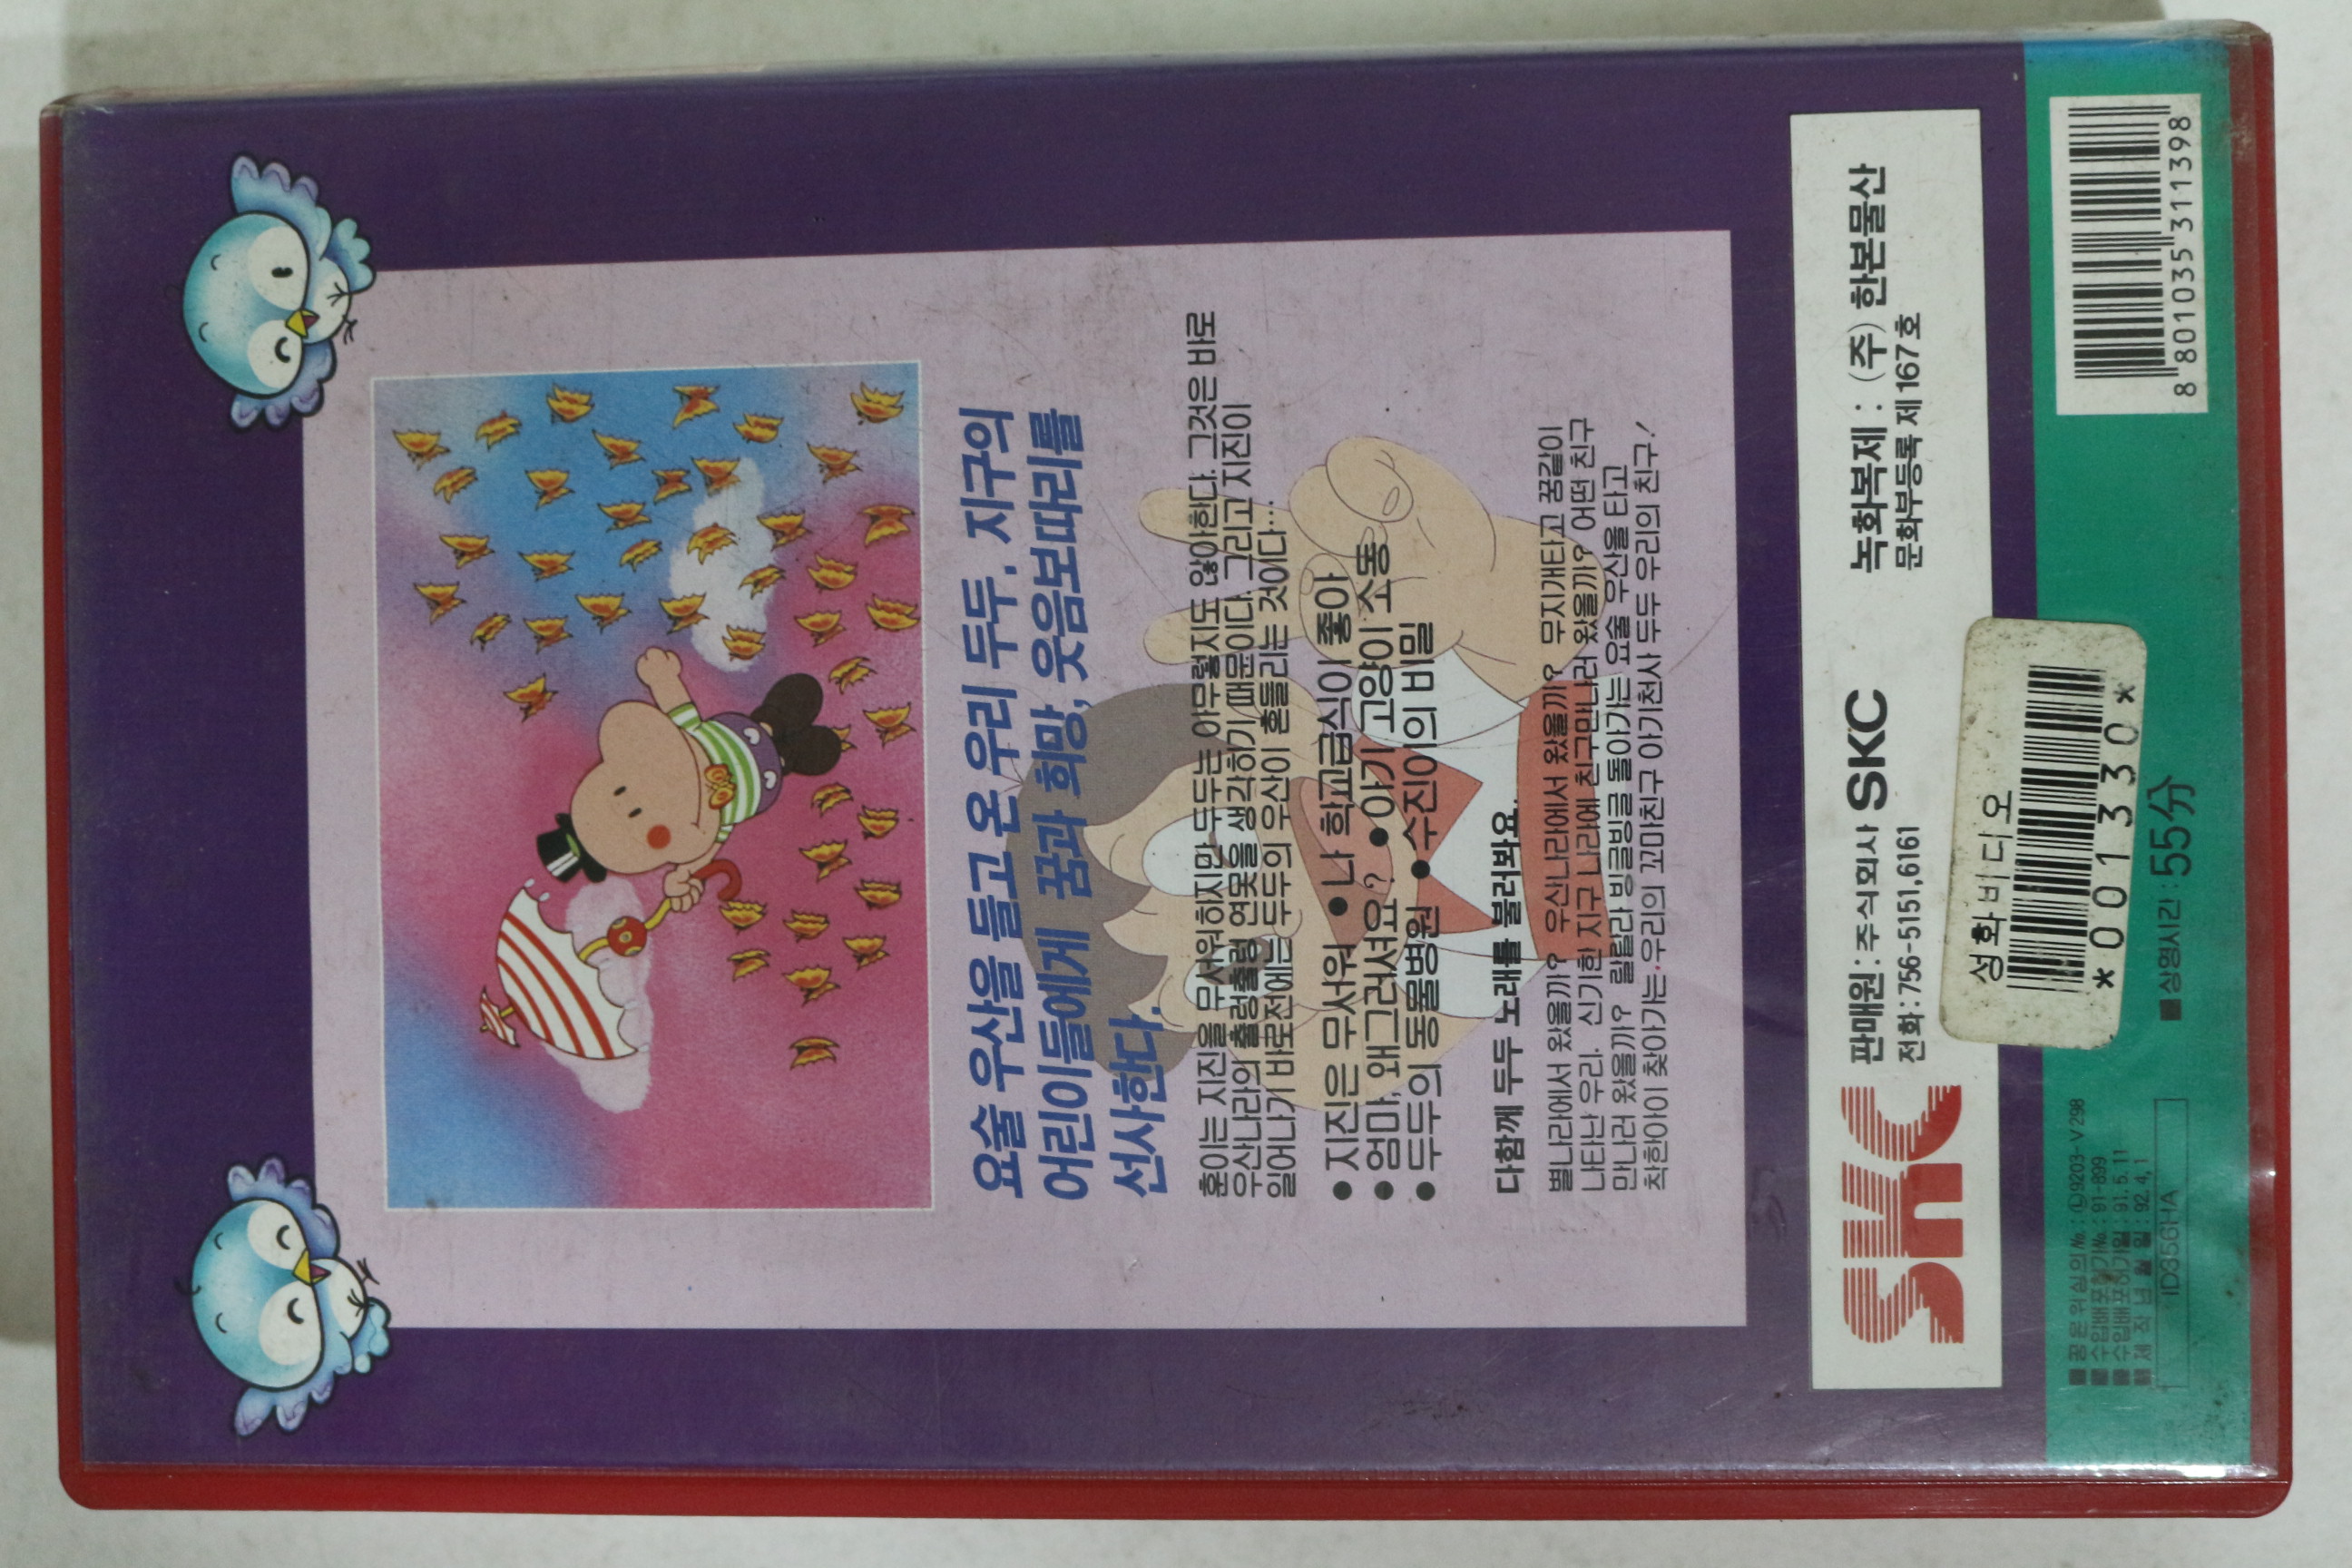 요술 우산을 들고 온 우리 두두. 지구의
어린이들에게 꿈과 희망, 웃음보따리를
선사한다.
훈이는 지진을 무서워하지만 두두는 아무렇지도 않아한다. 그것은 바로
우산나라의 출렁출렁 연못을 생각하기 때문이다. 그리고 지진이
일어나기 바로전에는 두두의 우산이 흔들리는 것이다…
●지진은 무서워 ●나 학교급식이 좋아
●엄마, 왜그러셔요? ●아기 고양이 소동
●두두의 동물병원 ●수진이의 비밀
다함께 두두 노래를 불러봐요.
별나라에서 왔을까? 우산나라에서 왔을까? 무지개타고 꿈같이
나타난 우리. 신기한 지구 나라에 친구만나러 왔을까? 어떤 친구
만나러 왔을까? 랄랄라 빙글빙글 돌아가는 요술 우산을 타고
착한아이 찾아가는 우리의 꼬마친구 아기천사 두두 우리의 친구!
SKC
판매원 : 주식회사 SKC
전화 : 756-5151,6161
녹화복제 : (주) 한본물산
문화부등록 제167호
성화비디오
*001330*
■공윤위심의No. : Ⓛ9203-V298
■수입배포허가No. : 91-899
■수입배포허가일 : 91. 5. 11
■제 작 년 월 일 : 92. 4, 1
ID356HA
■상영시간 : 55分
8 801035 311398